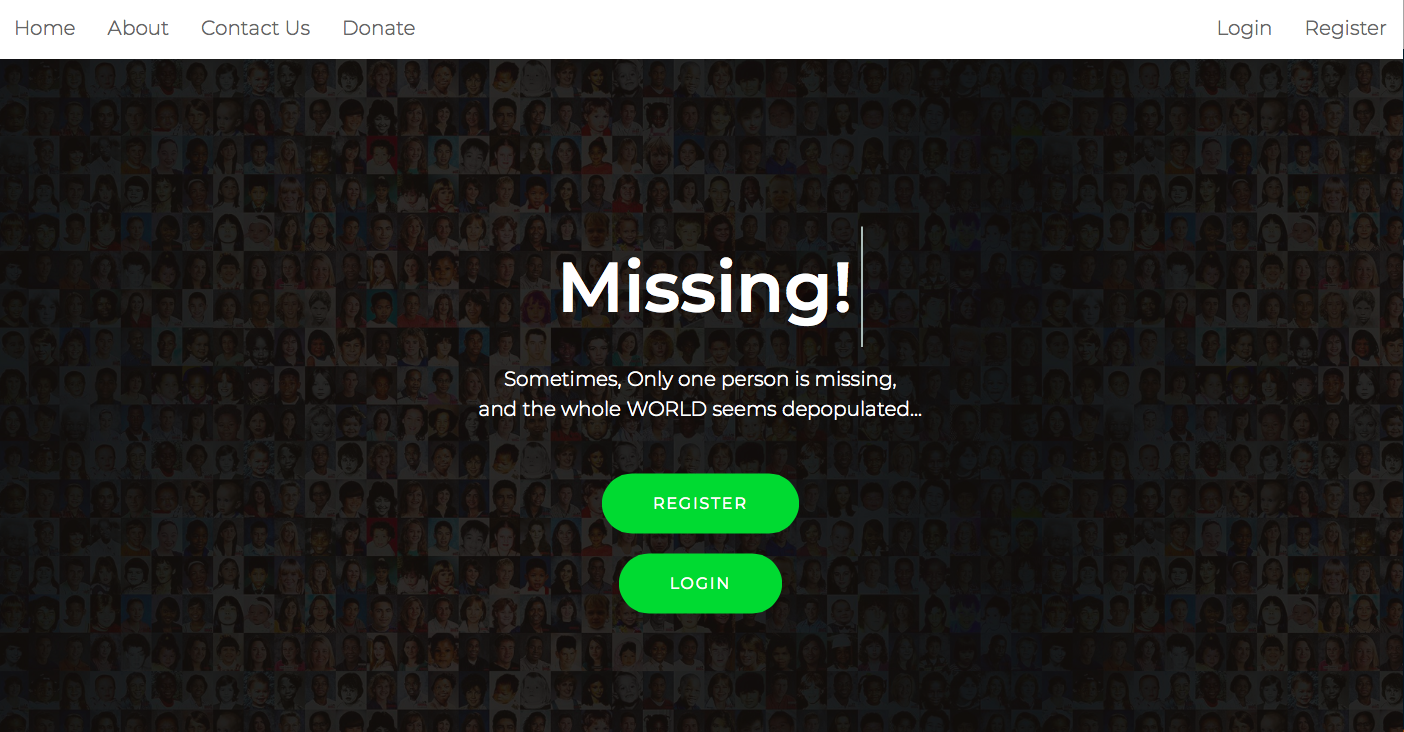 Home About Contact Us Donate Login Register
Missing!
Sometimes, Only one person is missing,
and the whole WORLD seems depopulated...
REGISTER
LOGIN